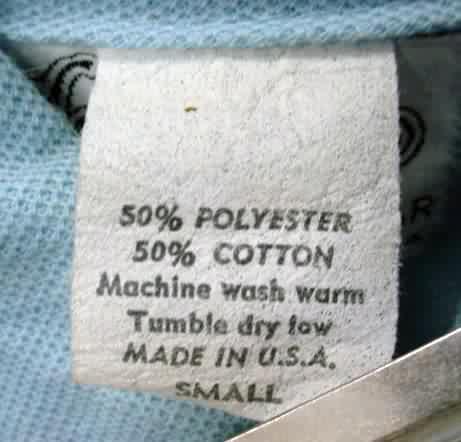 50% POLYESTER
50% COTTON
Machine wash warm
Tumble dry low
MADE IN U.S.A.
SMALL